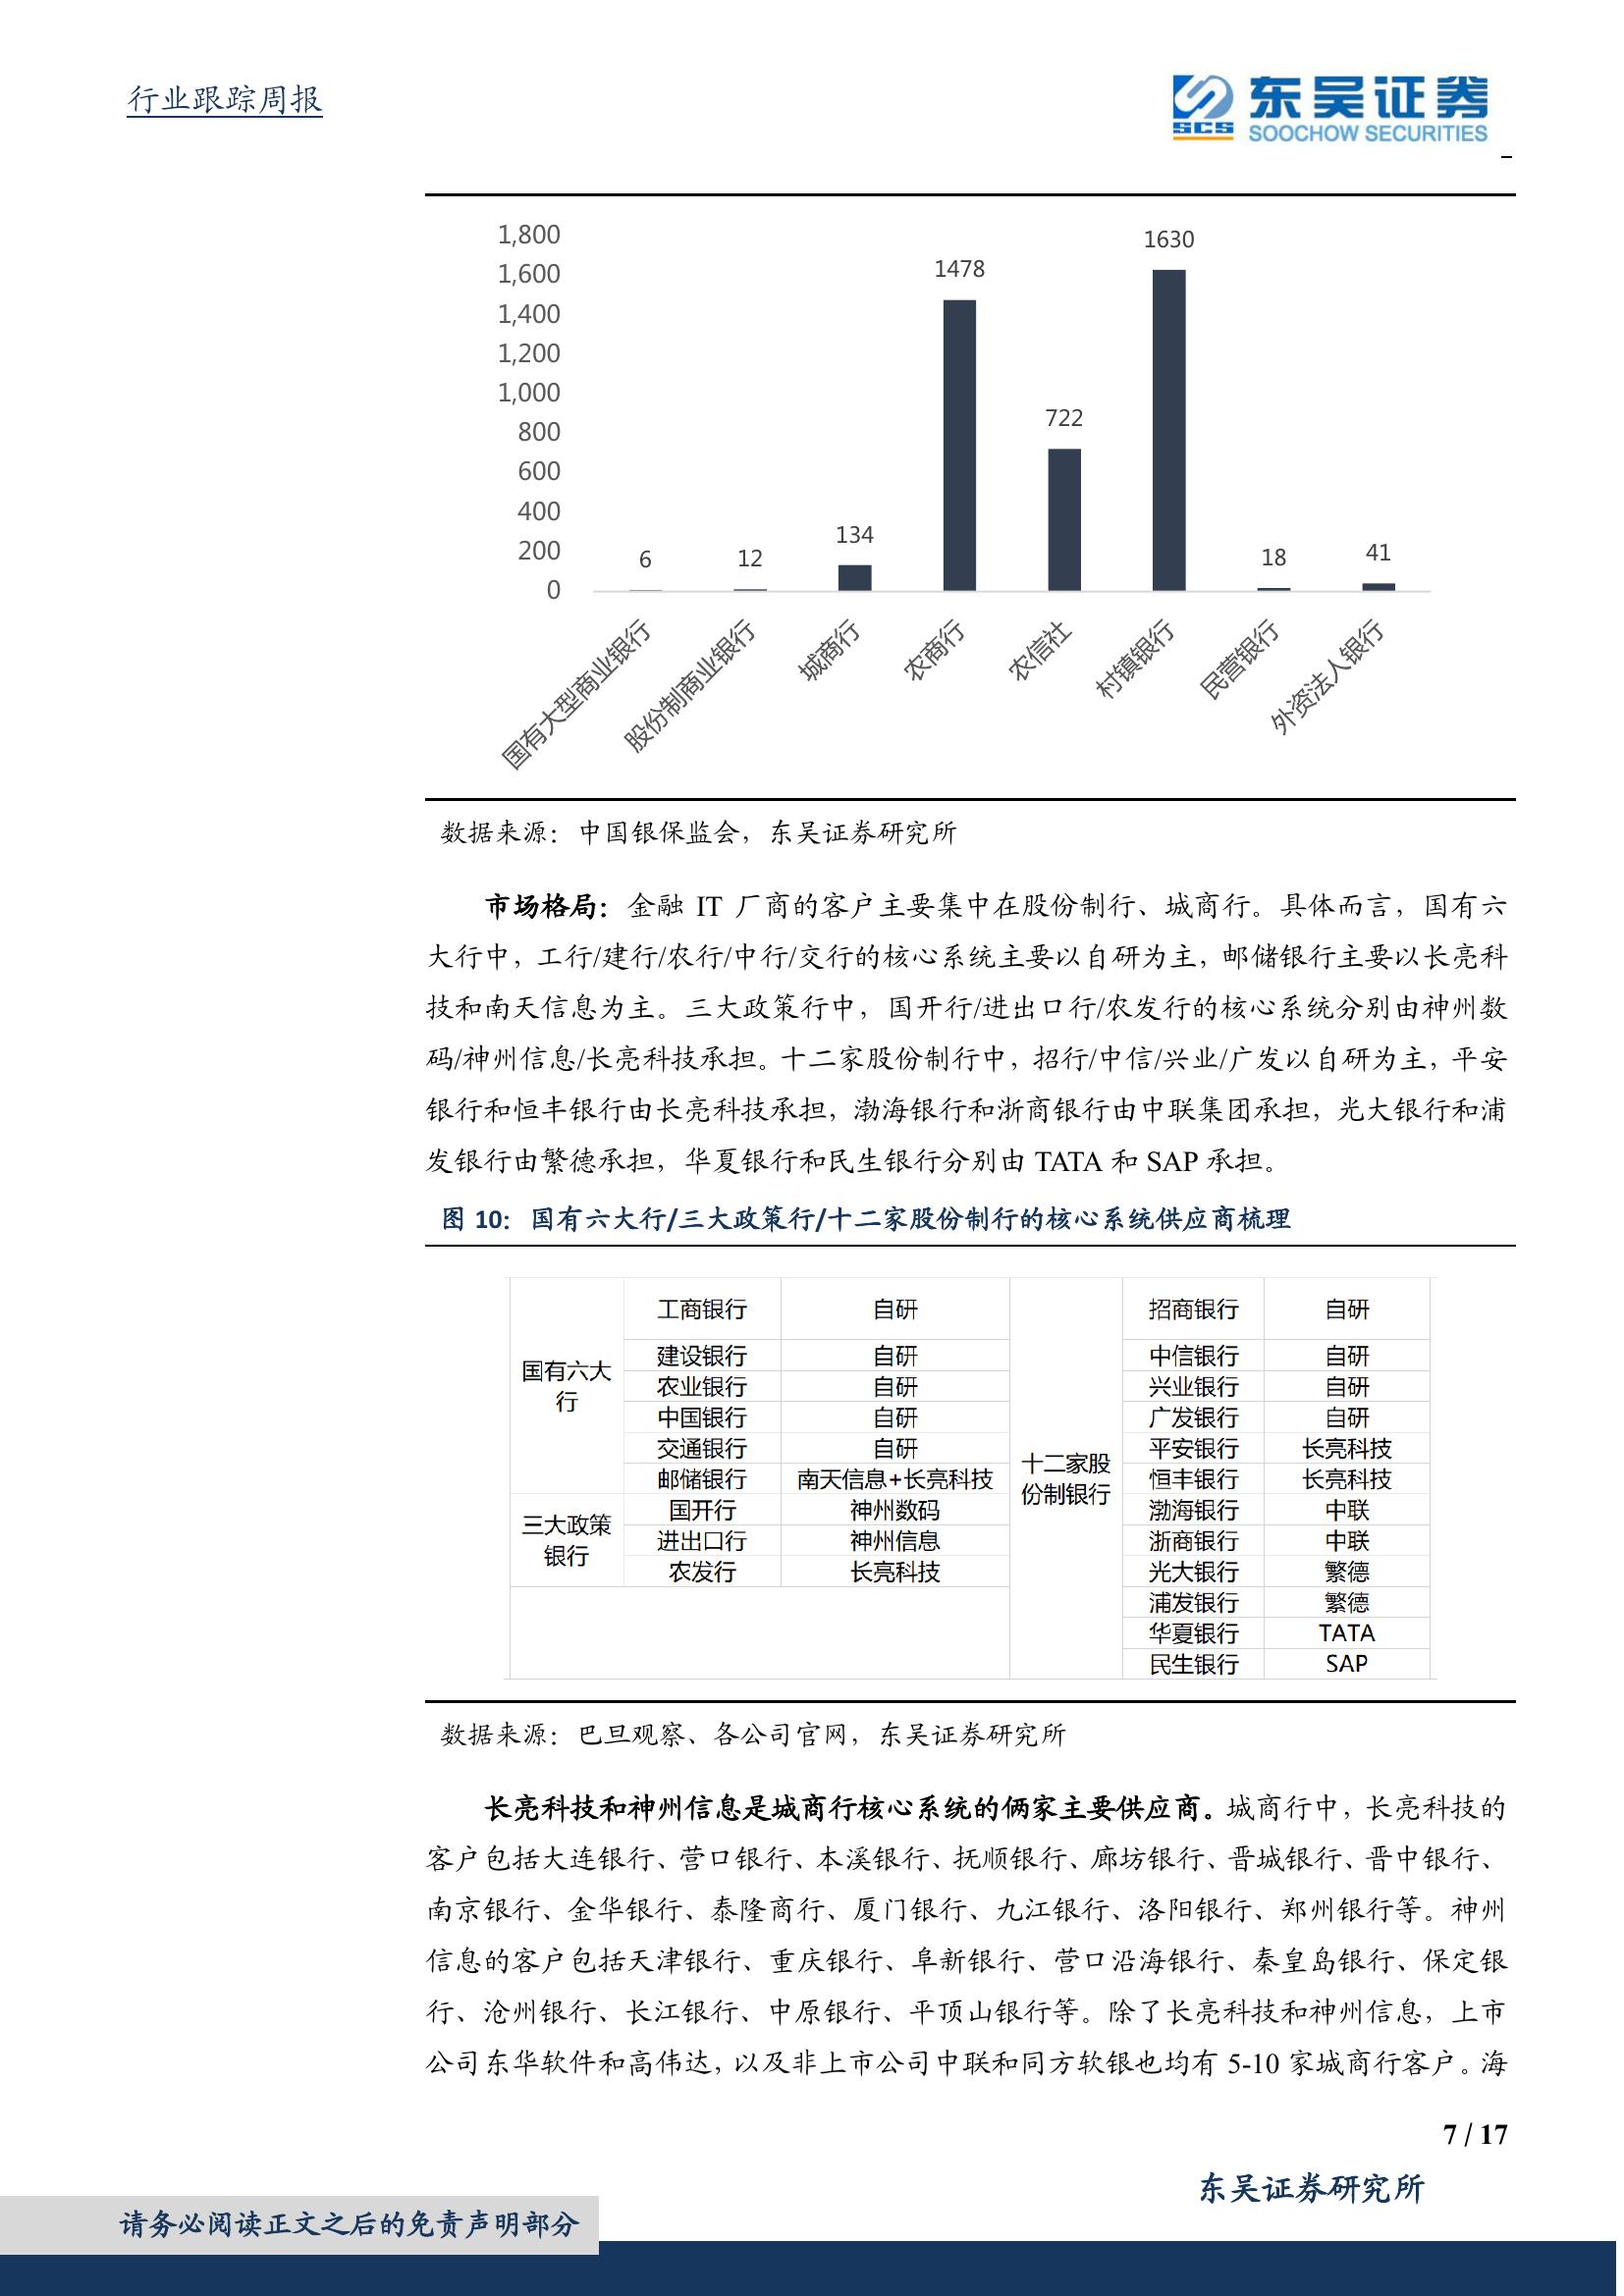 行业跟踪周报
东吴证券
SCS
SOOCHOW SECURITIES
1,800
1,600
1,400
1,200
1,000
800
600
400
200
0
6
12
134
1478
722
1630
18
41
国有大型商业银行
股份制商业银行
城商行
农商行
农信社
村镇银行
民营银行
外资法人银行
数据来源：中国银保监会，东吴证券研究所
市场格局：金融 IT 厂商的客户主要集中在股份制行、城商行。具体而言，国有六
大行中，工行/建行/农行/中行/交行的核心系统主要以自研为主，邮储银行主要以长亮科
技和南天信息为主。三大政策行中，国开行/进出口行/农发行的核心系统分别由神州数
码/神州信息/长亮科技承担。十二家股份制行中，招行/中信/兴业/广发以自研为主，平安
银行和恒丰银行由长亮科技承担，渤海银行和浙商银行由中联集团承担，光大银行和浦
发银行由繁德承担，华夏银行和民生银行分别由 TATA 和 SAP 承担。
图 10：国有六大行/三大政策行/十二家股份制行的核心系统供应商梳理
国有六大
行
工商银行 自研
建设银行 自研
农业银行 自研
中国银行 自研
交通银行 自研
邮储银行 南天信息+长亮科技
三大政策
银行
国开行 神州数码
进出口行 神州信息
农发行 长亮科技
十二家股
份制银行
招商银行 自研
中信银行 自研
兴业银行 自研
广发银行 自研
平安银行 长亮科技
恒丰银行 长亮科技
渤海银行 中联
浙商银行 中联
光大银行 繁德
浦发银行 繁德
华夏银行 TATA
民生银行 SAP
数据来源：巴旦观察、各公司官网，东吴证券研究所
长亮科技和神州信息是城商行核心系统的俩家主要供应商。城商行中，长亮科技的
客户包括大连银行、营口银行、本溪银行、抚顺银行、廊坊银行、晋城银行、晋中银行、
南京银行、金华银行、泰隆商行、厦门银行、九江银行、洛阳银行、郑州银行等。神州
信息的客户包括天津银行、重庆银行、阜新银行、营口沿海银行、秦皇岛银行、保定银
行、沧州银行、长江银行、中原银行、平顶山银行等。除了长亮科技和神州信息，上市
公司东华软件和高伟达，以及非上市公司中联和同方软银也均有 5-10 家城商行客户。海
7 / 17
东吴证券研究所
请务必阅读正文之后的免责声明部分